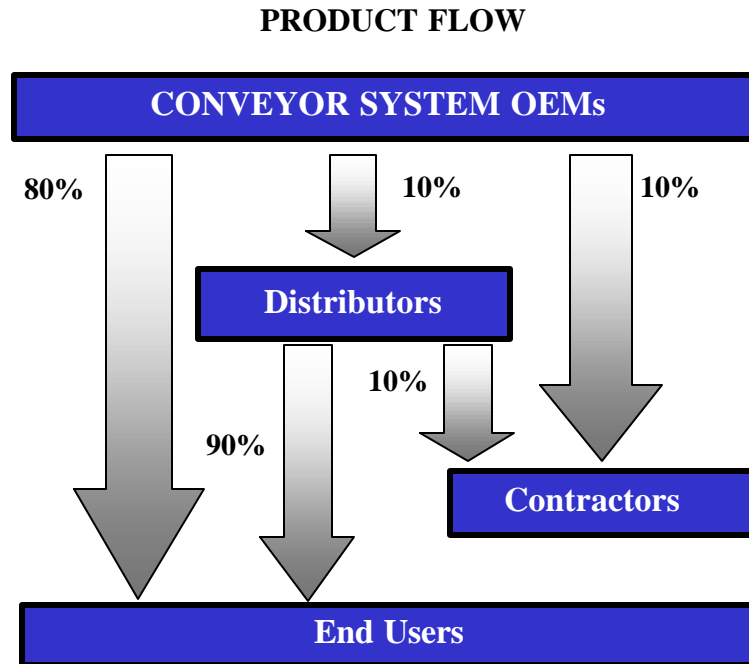 PRODUCT FLOW
CONVEYOR SYSTEM OEMs
80%
10%
10%
Distributors
10%
90%
Contractors
End Users